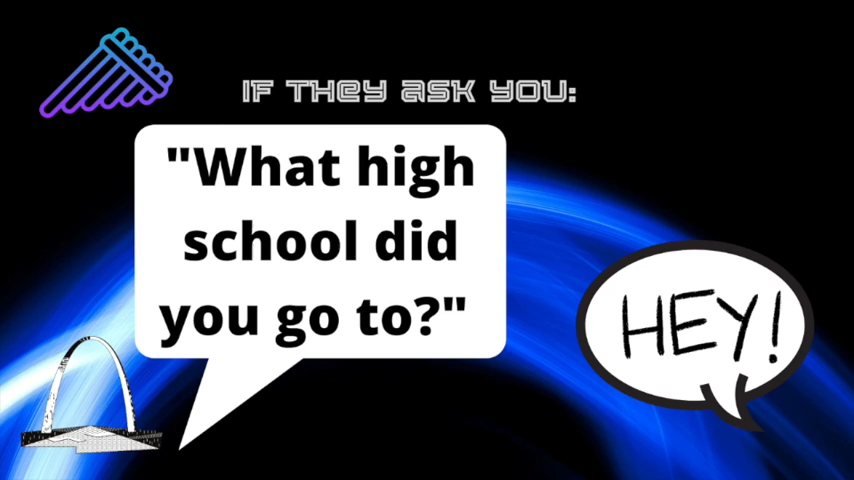 IF THEY ASK YOU:
"What high
school did
you go to?"
HEY!